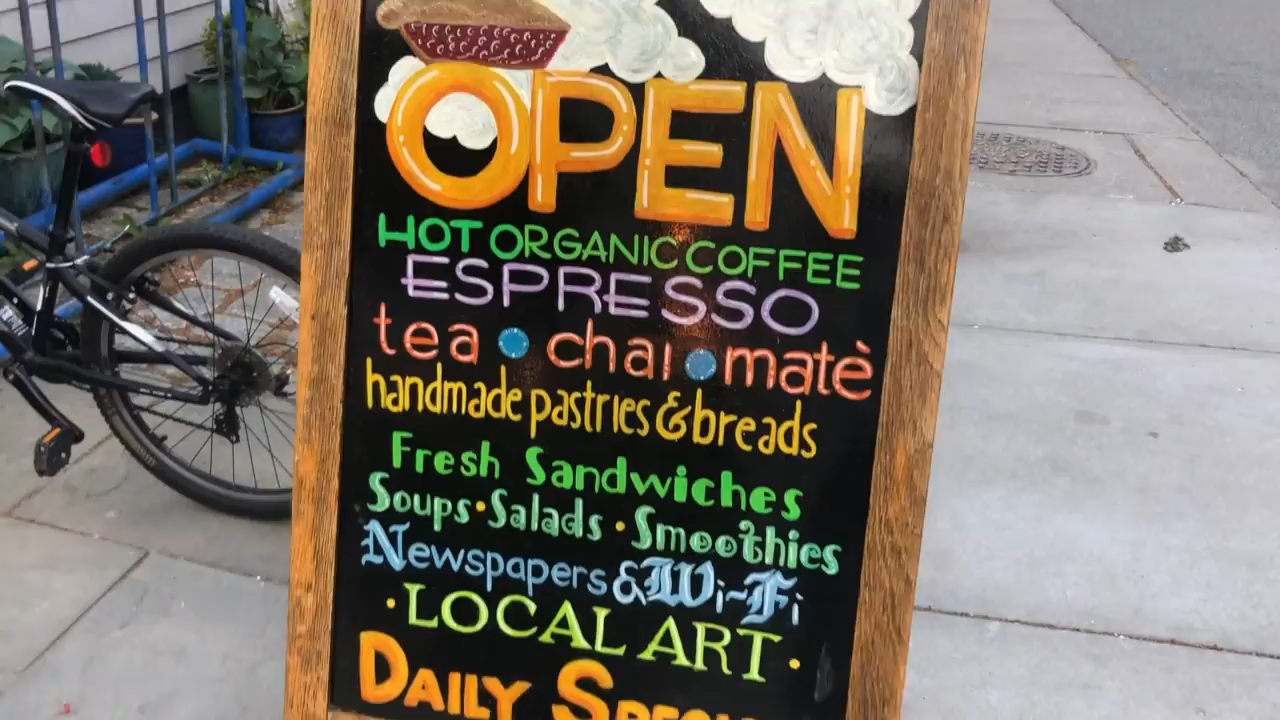 OPEN
HOT ORGANIC COFFEE
ESPRESSO
tea • chai • matè
handmade pastries & breads
Fresh Sandwiches
Soups • Salads • Smoothies
Newspapers & Wi-Fi
• LOCAL ART •
DAILY